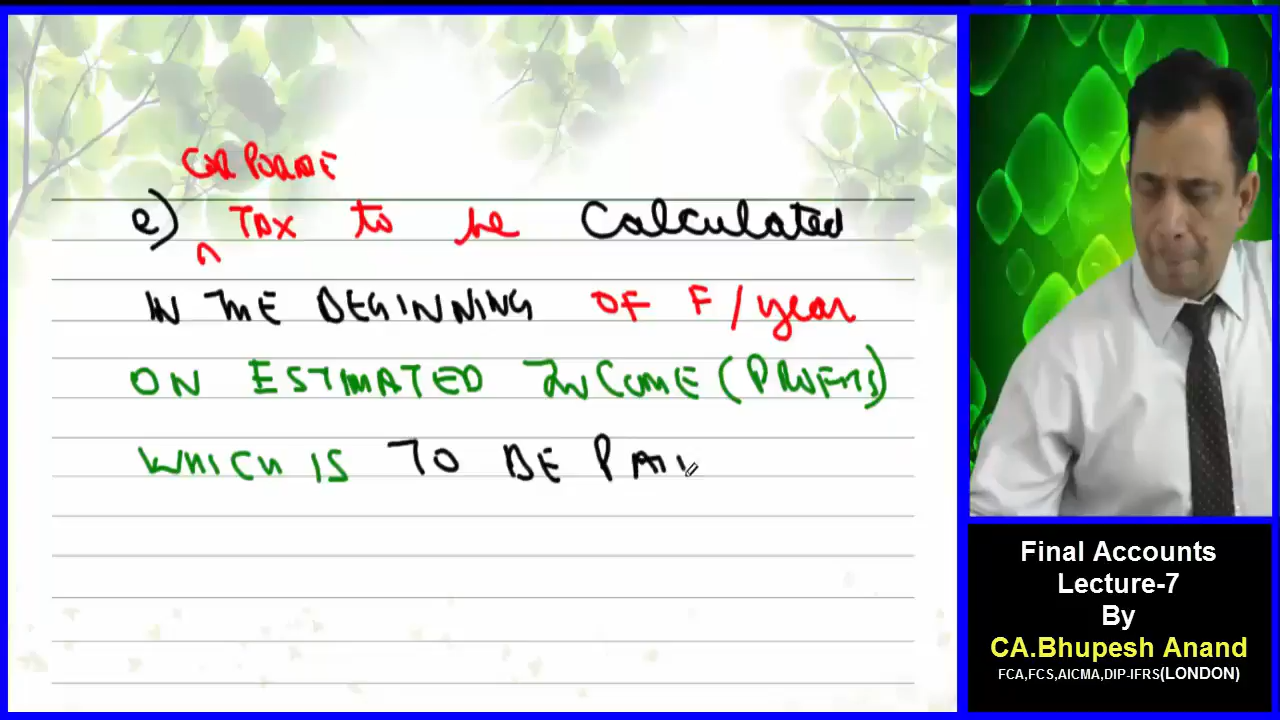 CORPORATE
e) TAX to be Calculated
IN THE BEGINNING OF F/year
ON ESTIMATED INCOME (PROFITS)
WHICH IS TO BE PAI
Final Accounts
Lecture-7
By
CA.Bhupesh Anand
FCA,FCS,AICMA,DIP-IFRS(LONDON)